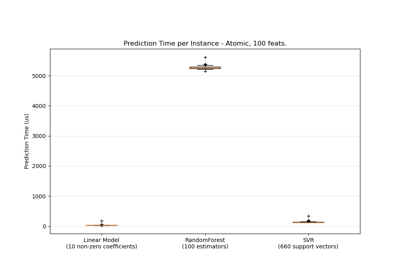 Prediction Time per Instance - Atomic, 100 feats.
Prediction Time (us)
5000
4000
3000
2000
1000
0
Linear Model
(10 non-zero coefficients)
RandomForest
(100 estimators)
SVR
(660 support vectors)